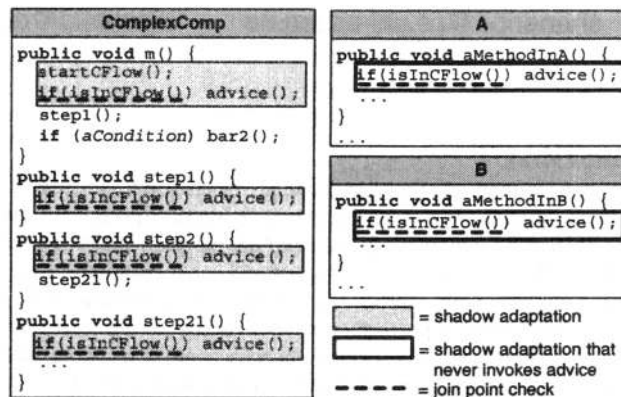 ComplexComp
public void m() {
startCFlow();
if(isInCFlow()) advice();
step1();
if (aCondition) bar2();
}
public void step1() {
if(isInCFlow()) advice();
}
public void step2() {
if(isInCFlow()) advice();
step21();
}
public void step21() {
if(isInCFlow()) advice();
...
}
A
public void aMethodInA() {
if(isInCFlow()) advice();
...
}
...
B
public void aMethodInB() {
if(isInCFlow()) advice();
...
}
...
= shadow adaptation
= shadow adaptation that
never invokes advice
= join point check